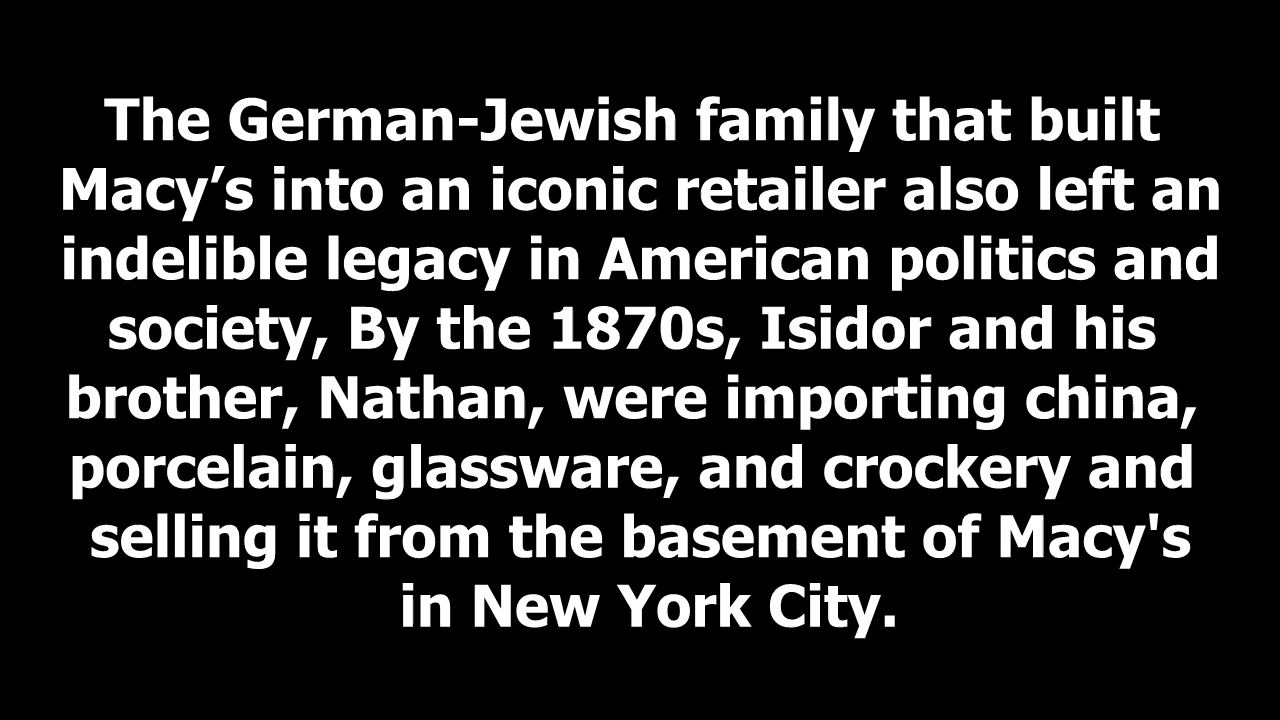 The German-Jewish family that built
Macy’s into an iconic retailer also left an
indelible legacy in American politics and
society, By the 1870s, Isidor and his
brother, Nathan, were importing china,
porcelain, glassware, and crockery and
selling it from the basement of Macy's
in New York City.